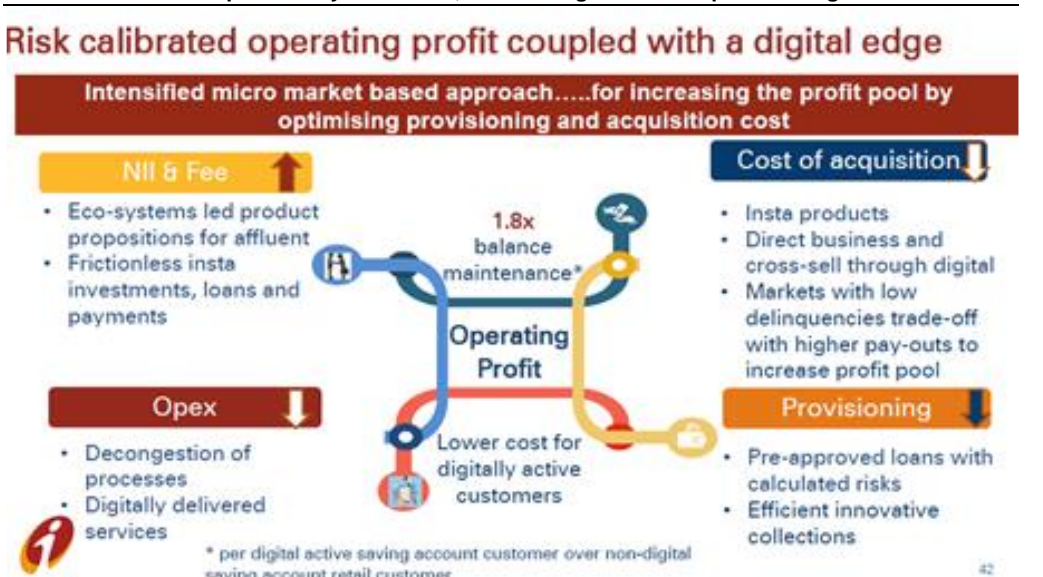 Risk calibrated operating profit coupled with a digital edge
Intensified micro market based approach.....for increasing the profit pool by
optimising provisioning and acquisition cost
NII & Fee
• Eco-systems led product
propositions for affluent
• Frictionless insta
investments, loans and
payments
1.8x
balance
maintenance*
Cost of acquisition
• Insta products
• Direct business and
cross-sell through digital
• Markets with low
delinquencies trade-off
with higher pay-outs to
increase profit pool
Operating
Profit
Opex
• Decongestion of
processes
• Digitally delivered
services
Lower cost for
digitally active
customers
Provisioning
• Pre-approved loans with
calculated risks
• Efficient innovative
collections
* per digital active saving account customer over non-digital
saving account retail customer
42